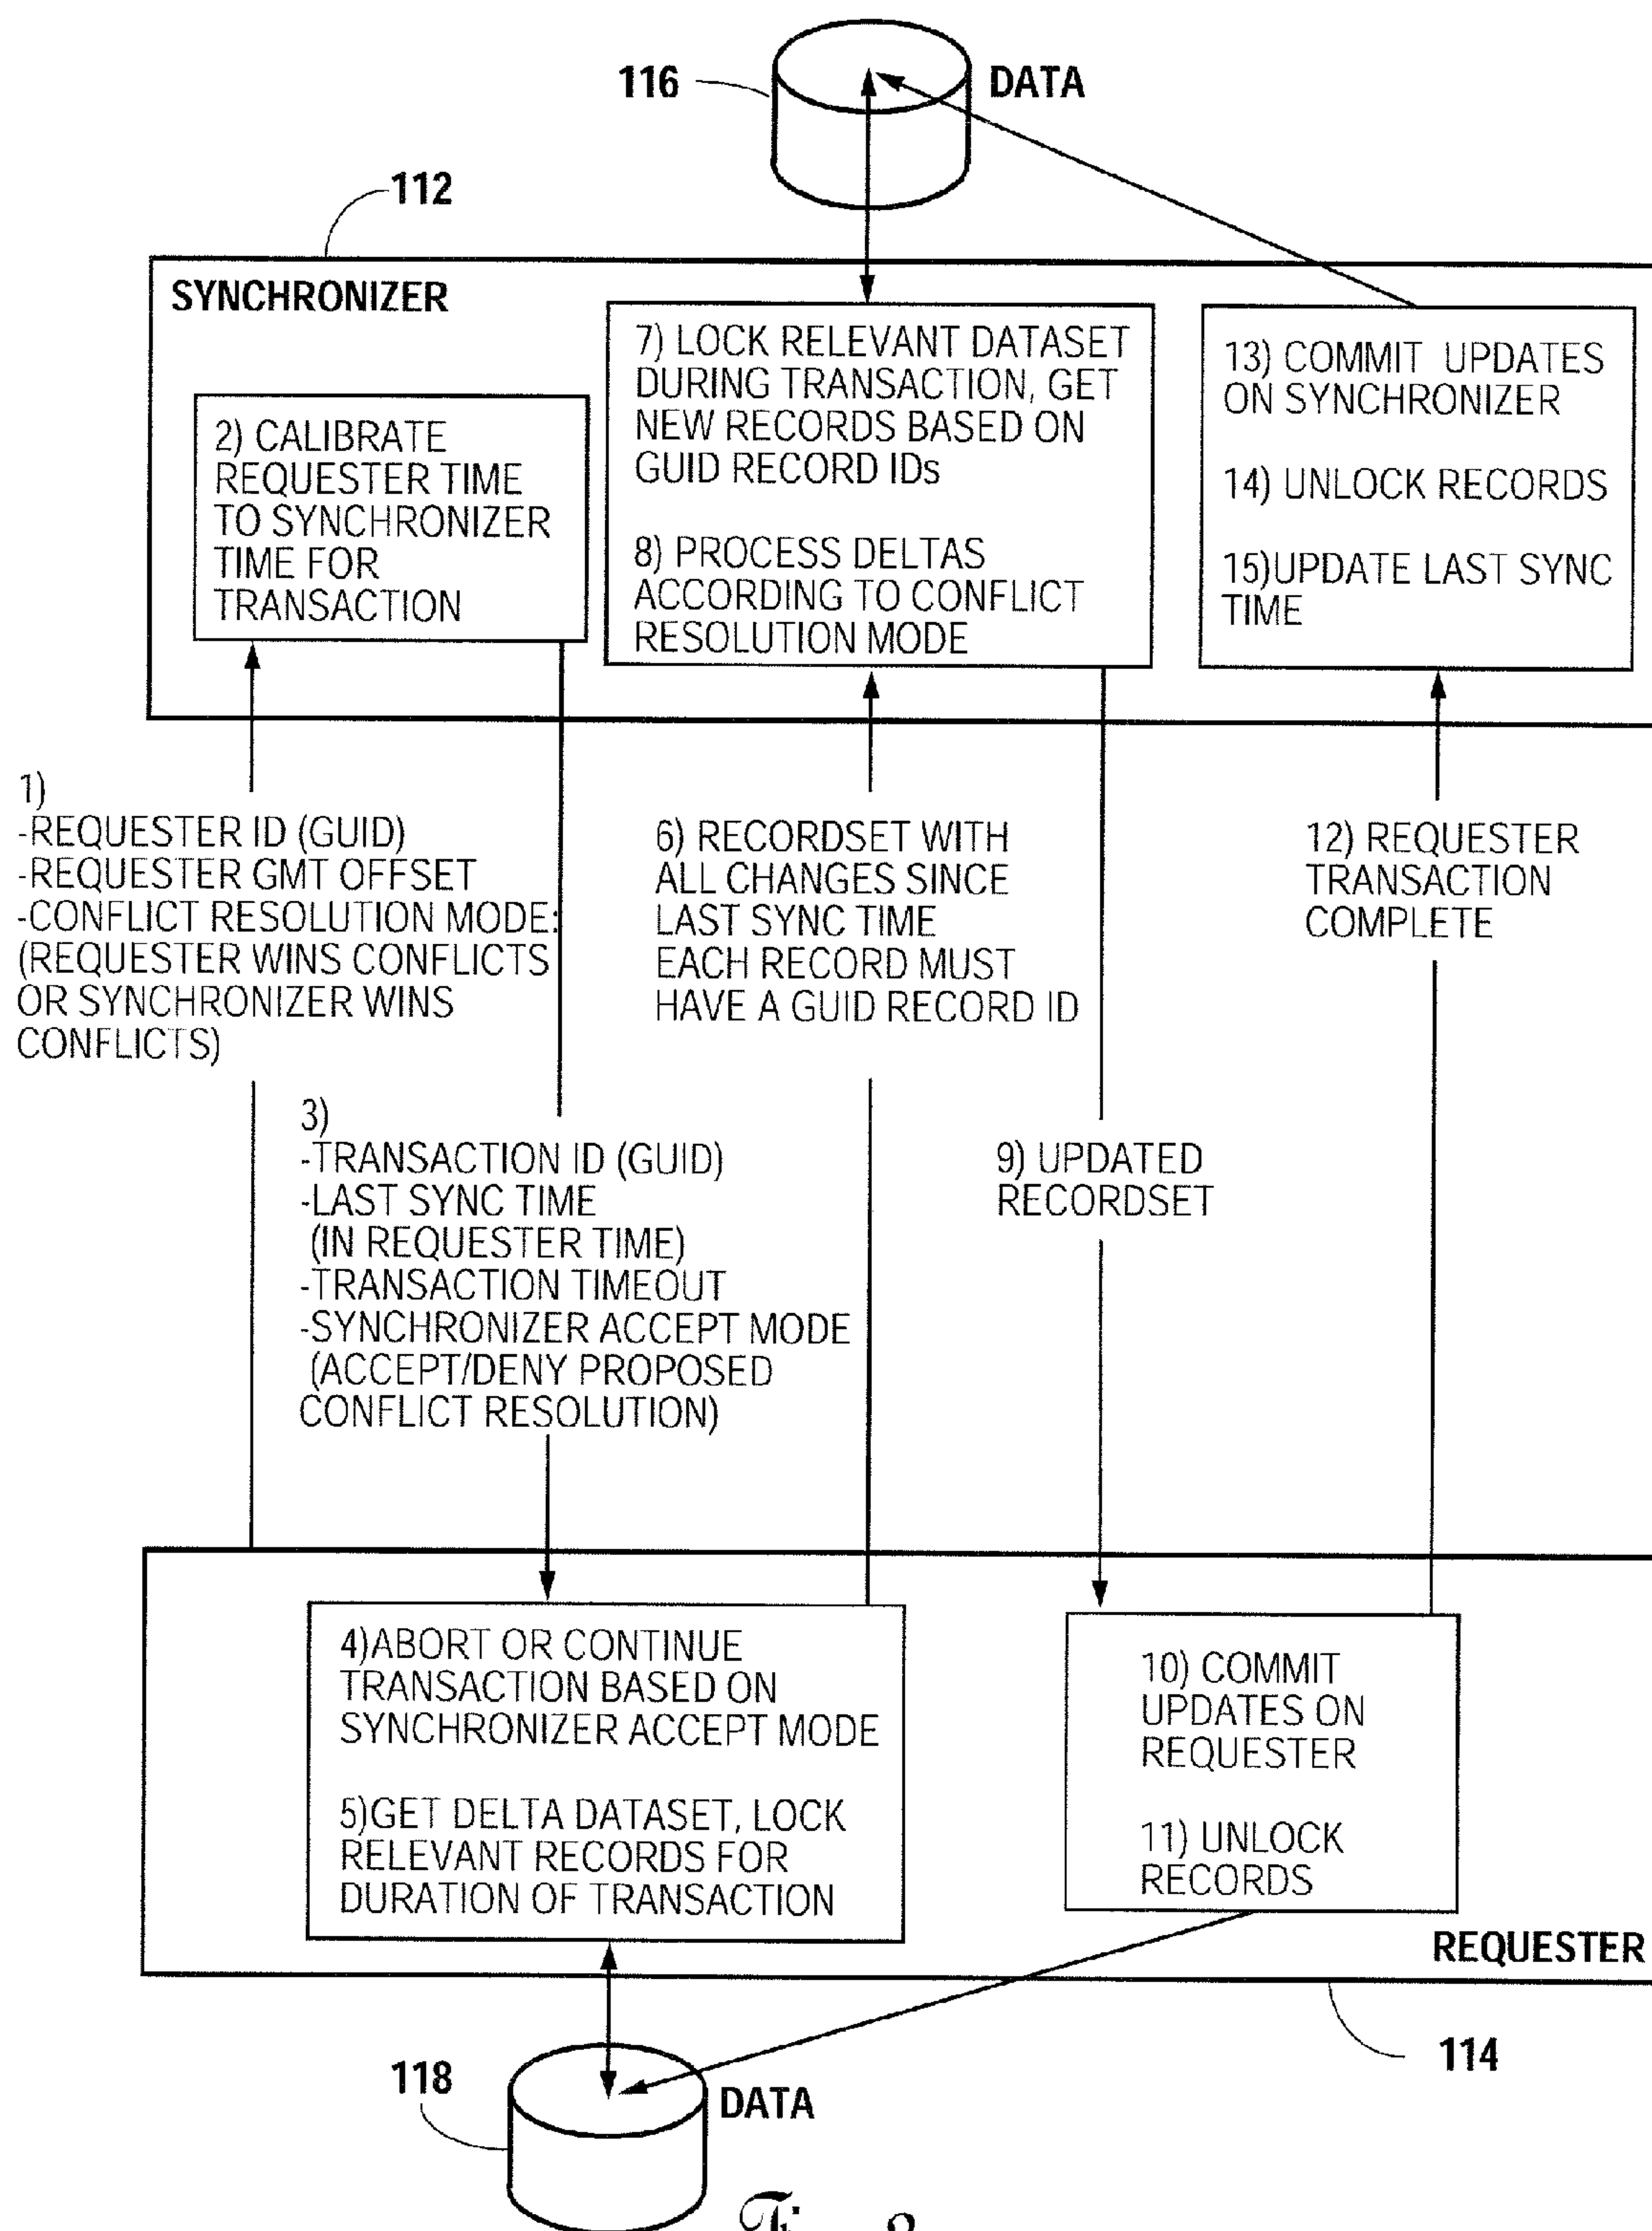 116
DATA
112
SYNCHRONIZER
2) CALIBRATE
REQUESTER TIME
TO SYNCHRONIZER
TIME FOR
TRANSACTION
7) LOCK RELEVANT DATASET
DURING TRANSACTION, GET
NEW RECORDS BASED ON
GUID RECORD IDs
8) PROCESS DELTAS
ACCORDING TO CONFLICT
RESOLUTION MODE
13) COMMIT UPDATES
ON SYNCHRONIZER
14) UNLOCK RECORDS
15)UPDATE LAST SYNC
TIME
1)
-REQUESTER ID (GUID)
-REQUESTER GMT OFFSET
-CONFLICT RESOLUTION MODE:
(REQUESTER WINS CONFLICTS
OR SYNCHRONIZER WINS
CONFLICTS)
3)
-TRANSACTION ID (GUID)
-LAST SYNC TIME
(IN REQUESTER TIME)
-TRANSACTION TIMEOUT
-SYNCHRONIZER ACCEPT MODE
(ACCEPT/DENY PROPOSED
CONFLICT RESOLUTION)
6) RECORDSET WITH
ALL CHANGES SINCE
LAST SYNC TIME
EACH RECORD MUST
HAVE A GUID RECORD ID
9) UPDATED
RECORDSET
12) REQUESTER
TRANSACTION
COMPLETE
4)ABORT OR CONTINUE
TRANSACTION BASED ON
SYNCHRONIZER ACCEPT MODE
5)GET DELTA DATASET, LOCK
RELEVANT RECORDS FOR
DURATION OF TRANSACTION
10) COMMIT
UPDATES ON
REQUESTER
11) UNLOCK
RECORDS
REQUESTER
114
118
DATA